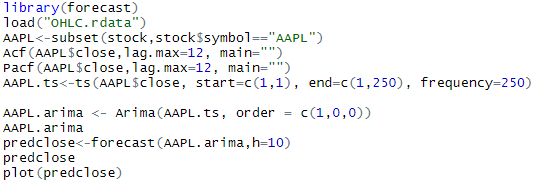 library(forecast)
load("OHLC.rdata")
AAPL<-subset(stock,stock$symbol=="AAPL")
Acf(AAPL$close,lag.max=12, main="")
Pacf(AAPL$close,lag.max=12, main="")
AAPL.ts<-ts(AAPL$close, start=c(1,1), end=c(1,250), frequency=250)
AAPL.arima <- Arima(AAPL.ts, order = c(1,0,0))
AAPL.arima
predclose<-forecast(AAPL.arima,h=10)
predclose
plot(predclose)